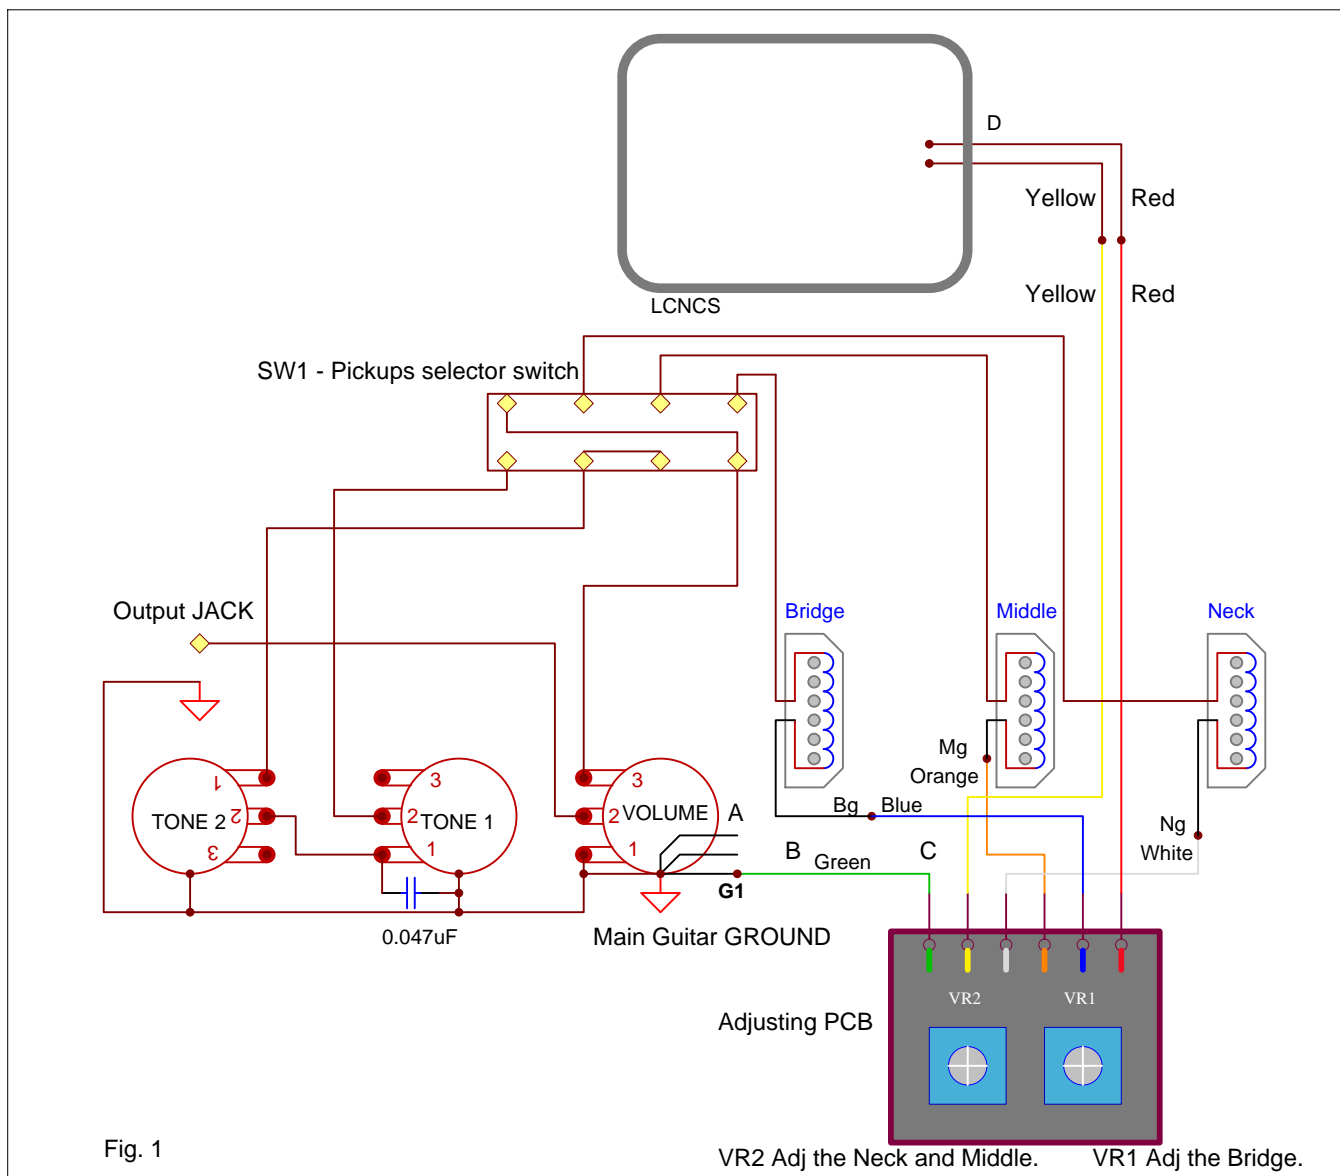 D
Yellow Red
Yellow Red
LCNCS
SW1 - Pickups selector switch
Output JACK
Bridge Middle Neck
Mg
Orange
Bg Blue
Ng
White
1
2
3
TONE 2
3
2
1
TONE 1
3
2
1
VOLUME
A
B
Green
C
G1
0.047uF
Main Guitar GROUND
VR2 VR1
Adjusting PCB
Fig. 1
VR2 Adj the Neck and Middle. VR1 Adj the Bridge.